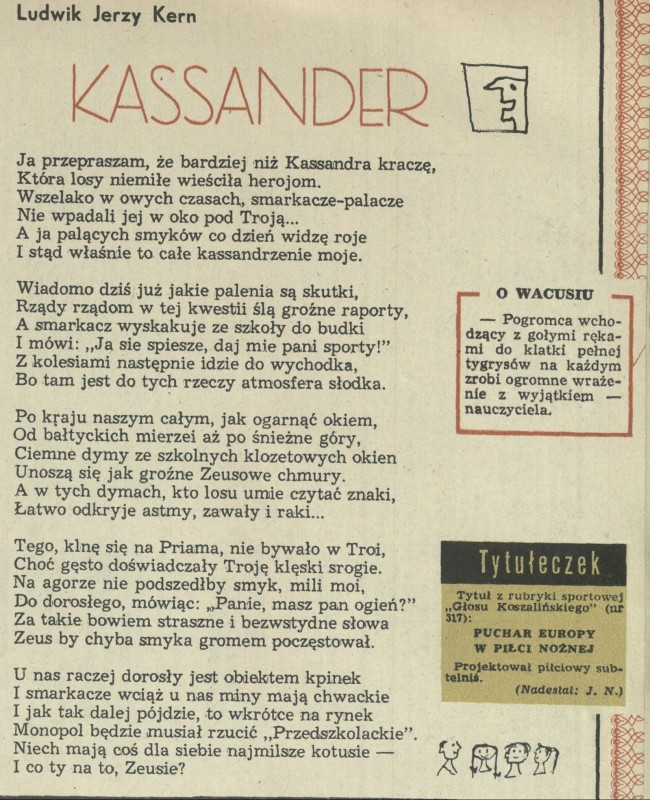 Ludwik Jerzy Kern
KASSANDER
Ja przepraszam, że bardziej niż Kassandra kraczę,
Która losy niemiłe wieściła herojom.
Wszelako w owych czasach, smarkacze-palacze
Nie wpadali jej w oko pod Troją...
A ja palących smyków co dzień widzę roje
I stąd właśnie to całe kassandrzenie moje.
Wiadomo dziś już jakie palenia są skutki,
Rządy rządom w tej kwestii ślą groźne raporty,
A smarkacz wyskakuje ze szkoły do budki
I mówi: „Ja sie spiesze, daj mie pani sporty!"
Z kolesiami następnie idzie do wychodka,
Bo tam jest do tych rzeczy atmosfera słodka.
Po kraju naszym całym, jak ogarnąć okiem,
Od bałtyckich mierzei aż po śnieżne góry,
Ciemne dymy ze szkolnych klozetowych okien
Unoszą się jak groźne Zeusowe chmury.
A w tych dymach, kto losu umie czytać znaki,
Łatwo odkryje astmy, zawały i raki...
Tego, klnę się na Priama, nie bywało w Troi,
Choć gęsto doświadczały Troję klęski srogie.
Na agorze nie podszedłby smyk, mili moi,
Do dorosłego, mówiąc: „Panie, masz pan ogień?"
Za takie bowiem straszne i bezwstydne słowa
Zeus by chyba smyka gromem poczęstował.
U nas raczej dorosły jest obiektem kpinek
I smarkacze wciąż u nas miny mają chwackie
I jak tak dalej pójdzie, to wkrótce na rynek
Monopol będzie musiał rzucić „Przedszkolackie".
Niech mają coś dla siebie najmilsze kotusie —
I co ty na to, Zeusie?
O WACUSIU
— Pogromca wcho-
dzący z gołymi ręka-
mi do klatki pełnej
tygrysów na każdym
zrobi ogromne wraże-
nie z wyjątkiem —
nauczyciela.
Tytułeczek
Tytuł z rubryki sportowej
„Głosu Koszalińskiego" (nr
317):
PUCHAR EUROPY
W PIŁCI NOŻNEJ
Projektował piłciowy sub-
telniś.
(Nadesłał: J. N.)